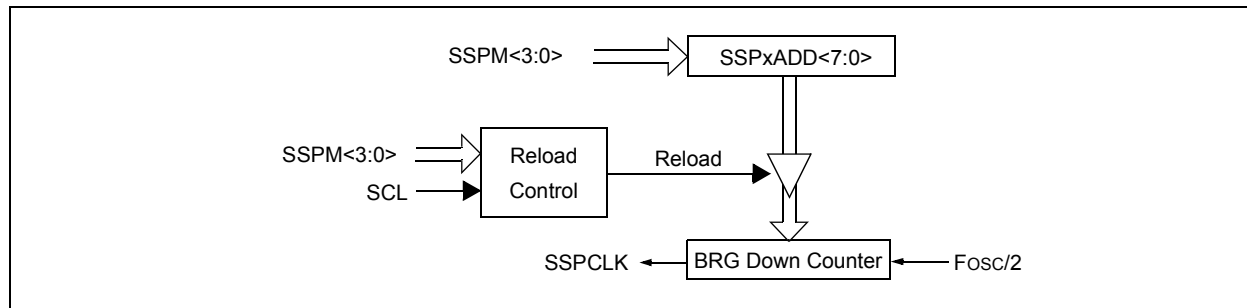 SSPM<3:0>
SSPxADD<7:0>
SSPM<3:0>
SCL
Reload
Control
Reload
SSPCLK
BRG Down Counter
FOSC/2